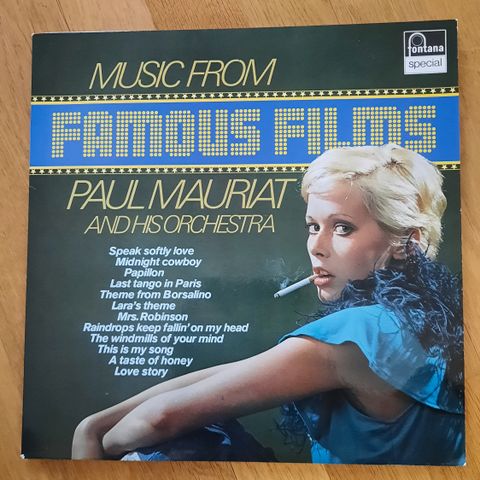 fontana
special
MUSIC FROM
FAMOUS FILMS
PAUL MAURIAT
AND HIS ORCHESTRA
Speak softly love
Midnight cowboy
Papillon
Last tango in Paris
Theme from Borsalino
Lara's theme
Mrs. Robinson
Raindrops keep fallin' on my head
The windmills of your mind
This is my song
A taste of honey
Love story